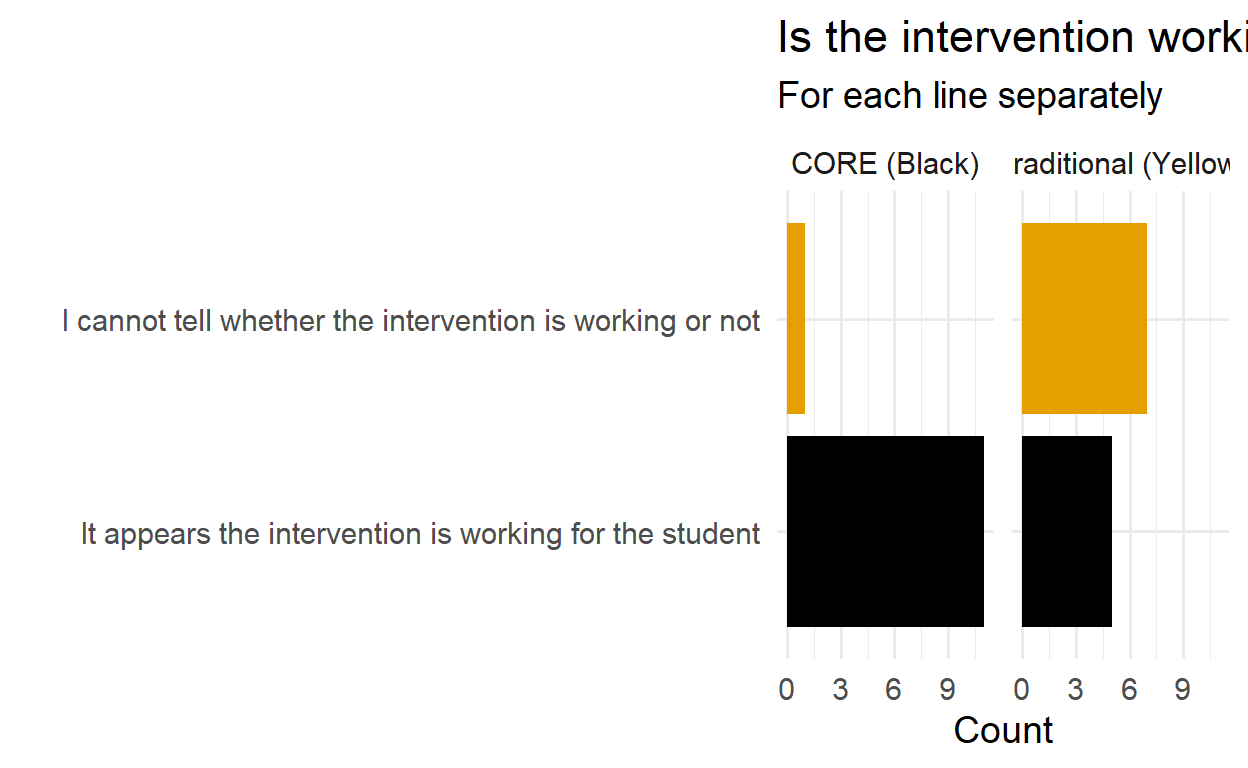 Is the intervention worki
For each line separately
CORE (Black)
raditional (Yellow
I cannot tell whether the intervention is working or not
It appears the intervention is working for the student
0 3 6 9 0 3 6 9
Count